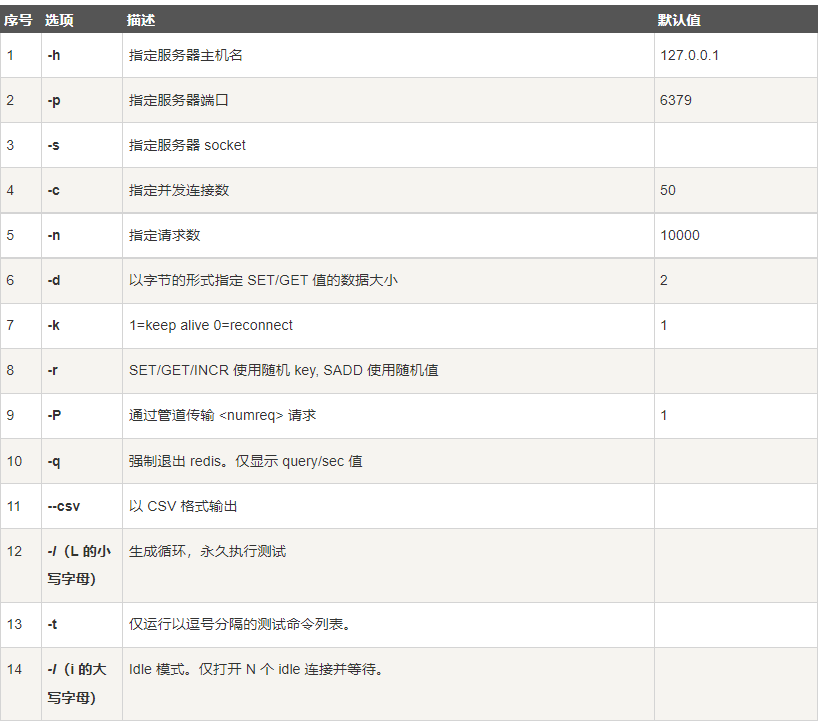 序号 选项 描述 默认值
1 -h 指定服务器主机名 127.0.0.1
2 -p 指定服务器端口 6379
3 -s 指定服务器 socket
4 -c 指定并发连接数 50
5 -n 指定请求数 10000
6 -d 以字节的形式指定 SET/GET 值的数据大小 2
7 -k 1=keep alive 0=reconnect 1
8 -r SET/GET/INCR 使用随机 key, SADD 使用随机值
9 -P 通过管道传输 <numreq> 请求 1
10 -q 强制退出 redis。仅显示 query/sec 值
11 --csv 以 CSV 格式输出
12 -l（L 的小 生成循环，永久执行测试
写字母）
13 -t 仅运行以逗号分隔的测试命令列表。
14 -I（i 的大 Idle 模式。仅打开 N 个 idle 连接并等待。
写字母）